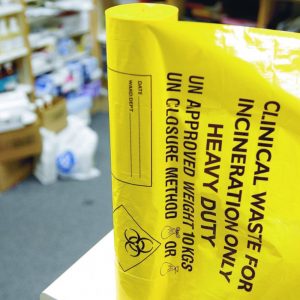 CLINICAL WASTE FOR
INCINERATION ONLY
HEAVY DUTY
UN APPROVED WEIGHT 10KGS
UN CLOSURE METHOD OR
DATE
WARD/DEPT.